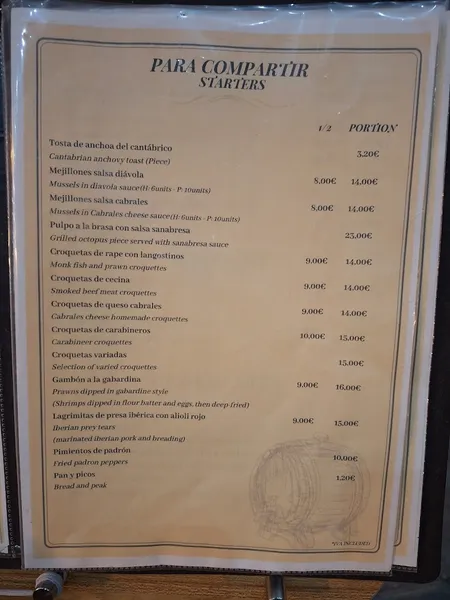 PARA COMPARTIR
STARTERS
1/2 PORTION
Tosta de anchoa del cantábrico
Cantabrian anchovy toast (Piece) 3.20€
Mejillones salsa diávola
Mussels in diavola sauce (H: 6units - P: 10units) 8.00€ 14.00€
Mejillones salsa cabrales
Mussels in Cabrales cheese sauce (H: 6units - P: 10units) 8.00€ 14.00€
Pulpo a la brasa con salsa sanabresa
Grilled octopus piece served with sanabresa sauce 23.00€
Croquetas de rape con langostinos
Monk fish and prawn croquettes 9.00€ 14.00€
Croquetas de cecina
Smoked beef meat croquettes 9.00€ 14.00€
Croquetas de queso cabrales
Cabrales cheese homemade croquettes 9.00€ 14.00€
Croquetas de carabineros
Carabineer croquettes 10.00€ 15.00€
Croquetas variadas
Selection of varied croquettes 15.00€
Gambón a la gabardina
Prawns dipped in gabardine style 9.00€ 16.00€
(Shrimps dipped in flour batter and eggs, then deep-fried)
Lagrimitas de presa ibérica con alioli rojo
Iberian prey tears 9.00€ 15.00€
(marinated iberian pork and breading)
Pimientos de padrón
Fried padron peppers 10.00€
Pan y picos
Bread and peak 1.20€
*IVA INCLUIDO